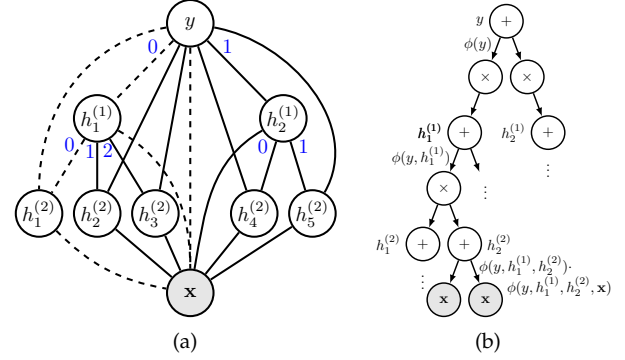 y
0
1
h_1^{(1)}
h_2^{(1)}
0
1
2
0
1
h_1^{(2)}
h_2^{(2)}
h_3^{(2)}
h_4^{(2)}
h_5^{(2)}
x
(a)
y
+
ϕ(y)
×
×
h_1^{(1)}
+
h_2^{(1)}
+
ϕ(y, h_1^{(1)})
⋮
⋮
×
h_1^{(2)}
+
+
h_2^{(2)}
ϕ(y, h_1^{(1)}, h_2^{(2)})·
⋮
ϕ(y, h_1^{(1)}, h_2^{(2)}, x)
x
x
(b)